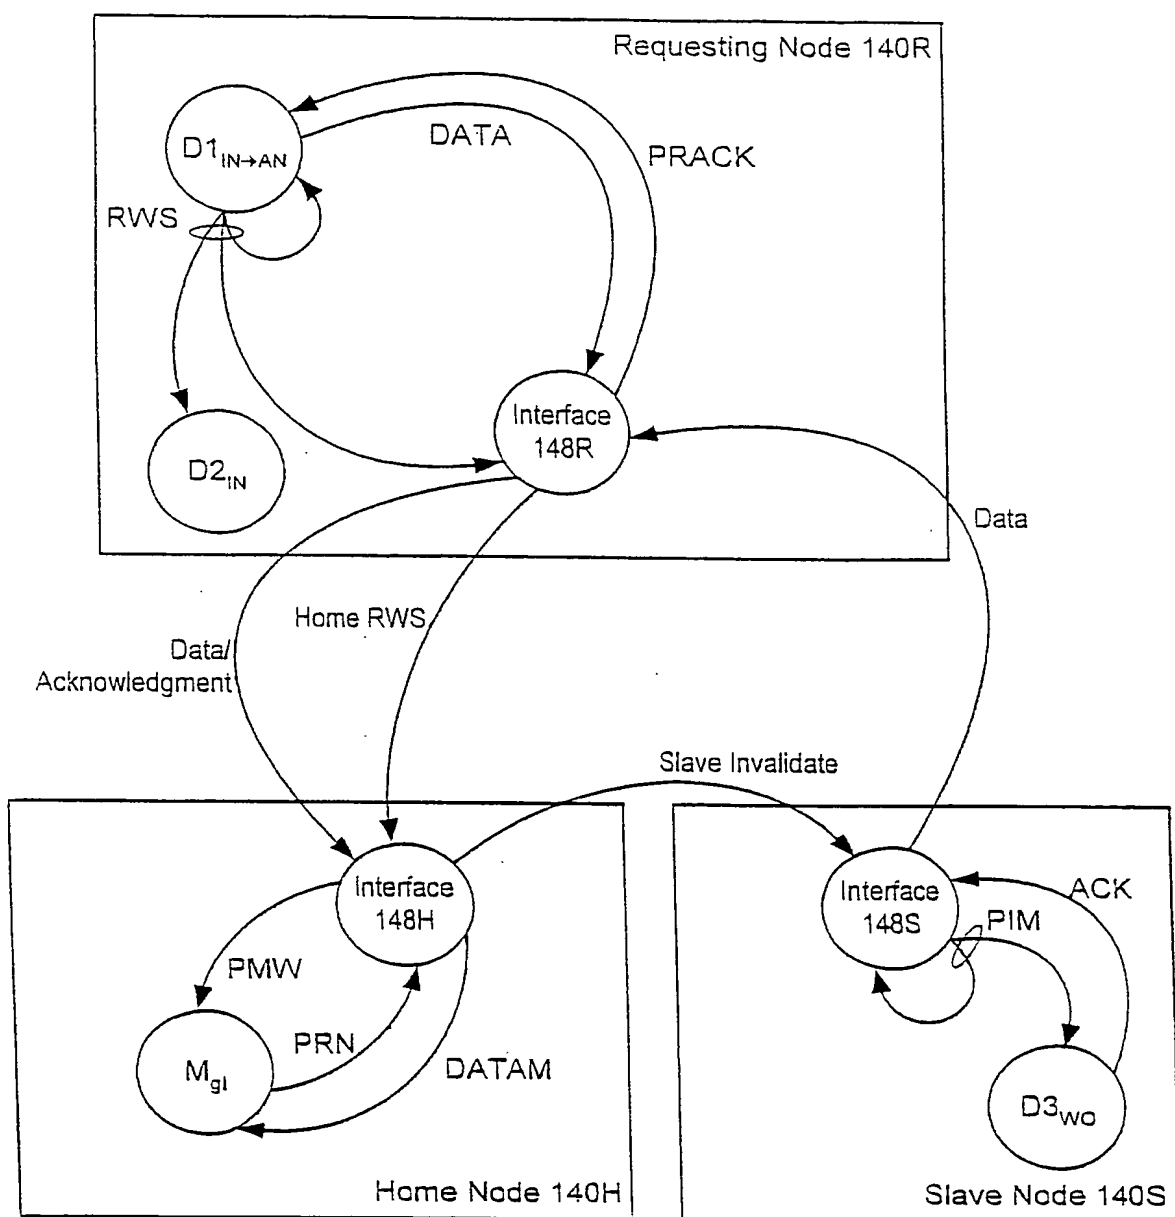 Requesting Node 140R
D1IN→AN
DATA
PRACK
RWS
Interface
148R
D2IN
Data
Home RWS
Data/
Acknowledgment
Slave Invalidate
Interface
148H
Interface
148S
ACK
PIM
PMW
PRN
DATAM
Mgl
D3WO
Home Node 140H
Slave Node 140S